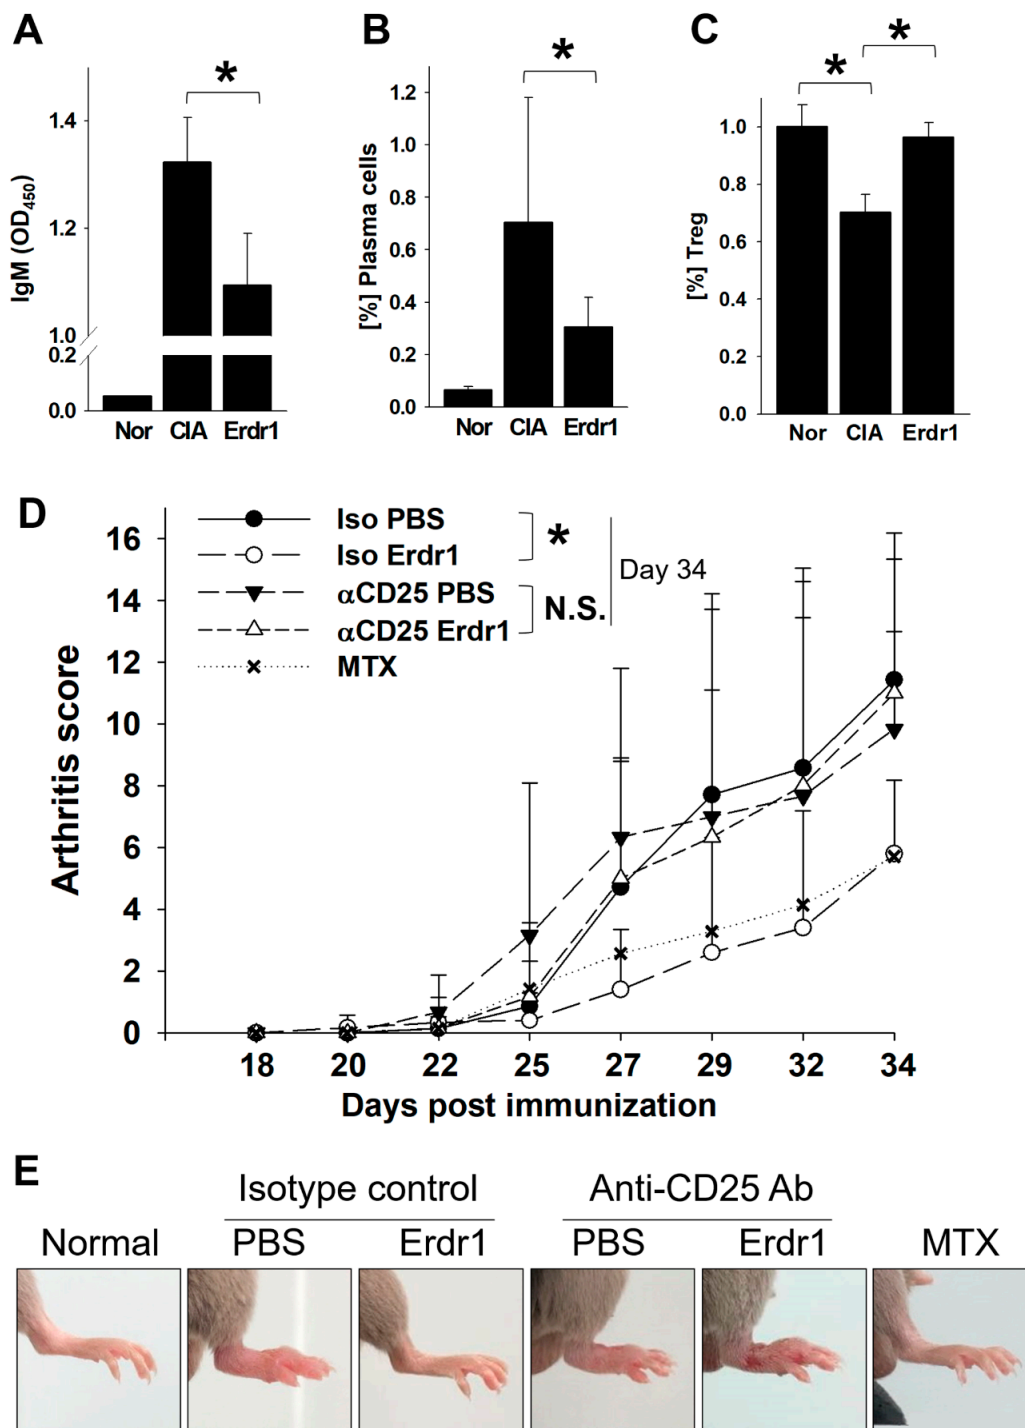 A
IgM (OD450)
1.4
1.2
1.0
0.2
0.0
*
Nor CIA Erdr1
B
[%] Plasma cells
1.2
1.0
0.8
0.6
0.4
0.2
0.0
*
Nor CIA Erdr1
C
[%] Treg
1.0
0.8
0.6
0.4
0.2
0.0
*
*
Nor CIA Erdr1
D
Arthritis score
16
14
12
10
8
6
4
2
0
Iso PBS
Iso Erdr1
αCD25 PBS
αCD25 Erdr1
MTX
*
N.S.
Day 34
18 20 22 25 27 29 32 34
Days post immunization
E
Isotype control Anti-CD25 Ab
Normal PBS Erdr1 PBS Erdr1 MTX